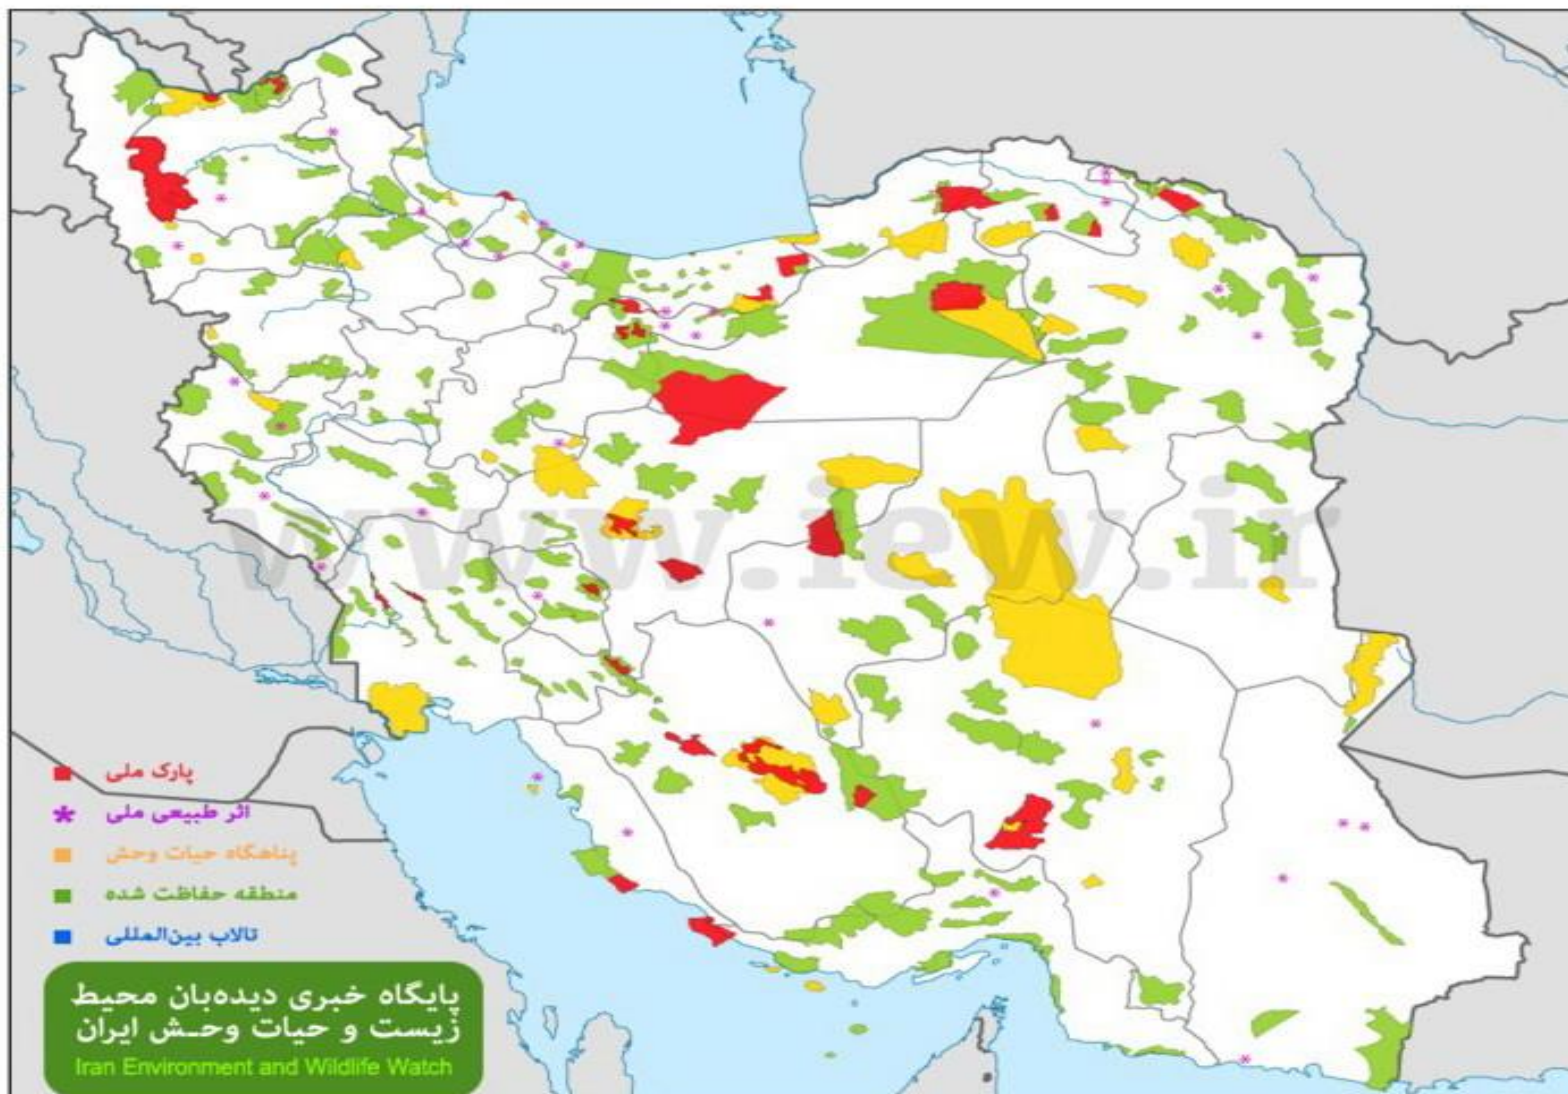 www.iew.ir
پارک ملی
اثر طبیعی ملی
پناهگاه حیات وحش
منطقه حفاظت شده
تالاب بین‌المللی
پایگاه خبری دیده‌بان محیط
زیست و حیات وحـش ایران
Iran Environment and Wildlife Watch